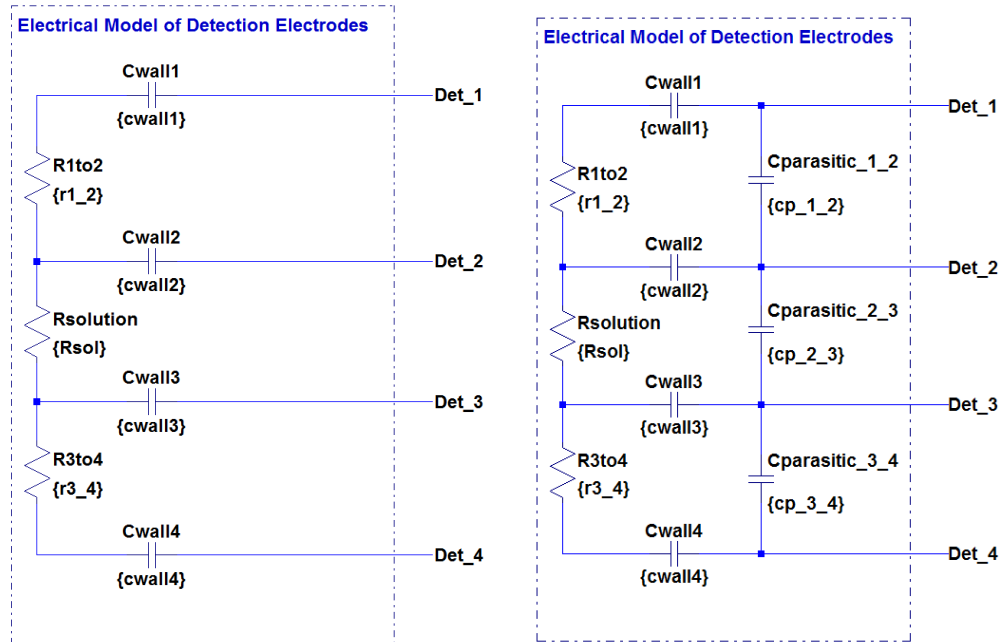 Electrical Model of Detection Electrodes
Cwall1
{cwall1}
Det_1
R1to2
{r1_2}
Cwall2
{cwall2}
Det_2
Rsolution
{Rsol}
Cwall3
{cwall3}
Det_3
R3to4
{r3_4}
Cwall4
{cwall4}
Det_4
Electrical Model of Detection Electrodes
Cwall1
{cwall1}
Det_1
Cparasitic_1_2
{cp_1_2}
R1to2
{r1_2}
Cwall2
{cwall2}
Det_2
Cparasitic_2_3
{cp_2_3}
Rsolution
{Rsol}
Cwall3
{cwall3}
Det_3
Cparasitic_3_4
{cp_3_4}
R3to4
{r3_4}
Cwall4
{cwall4}
Det_4